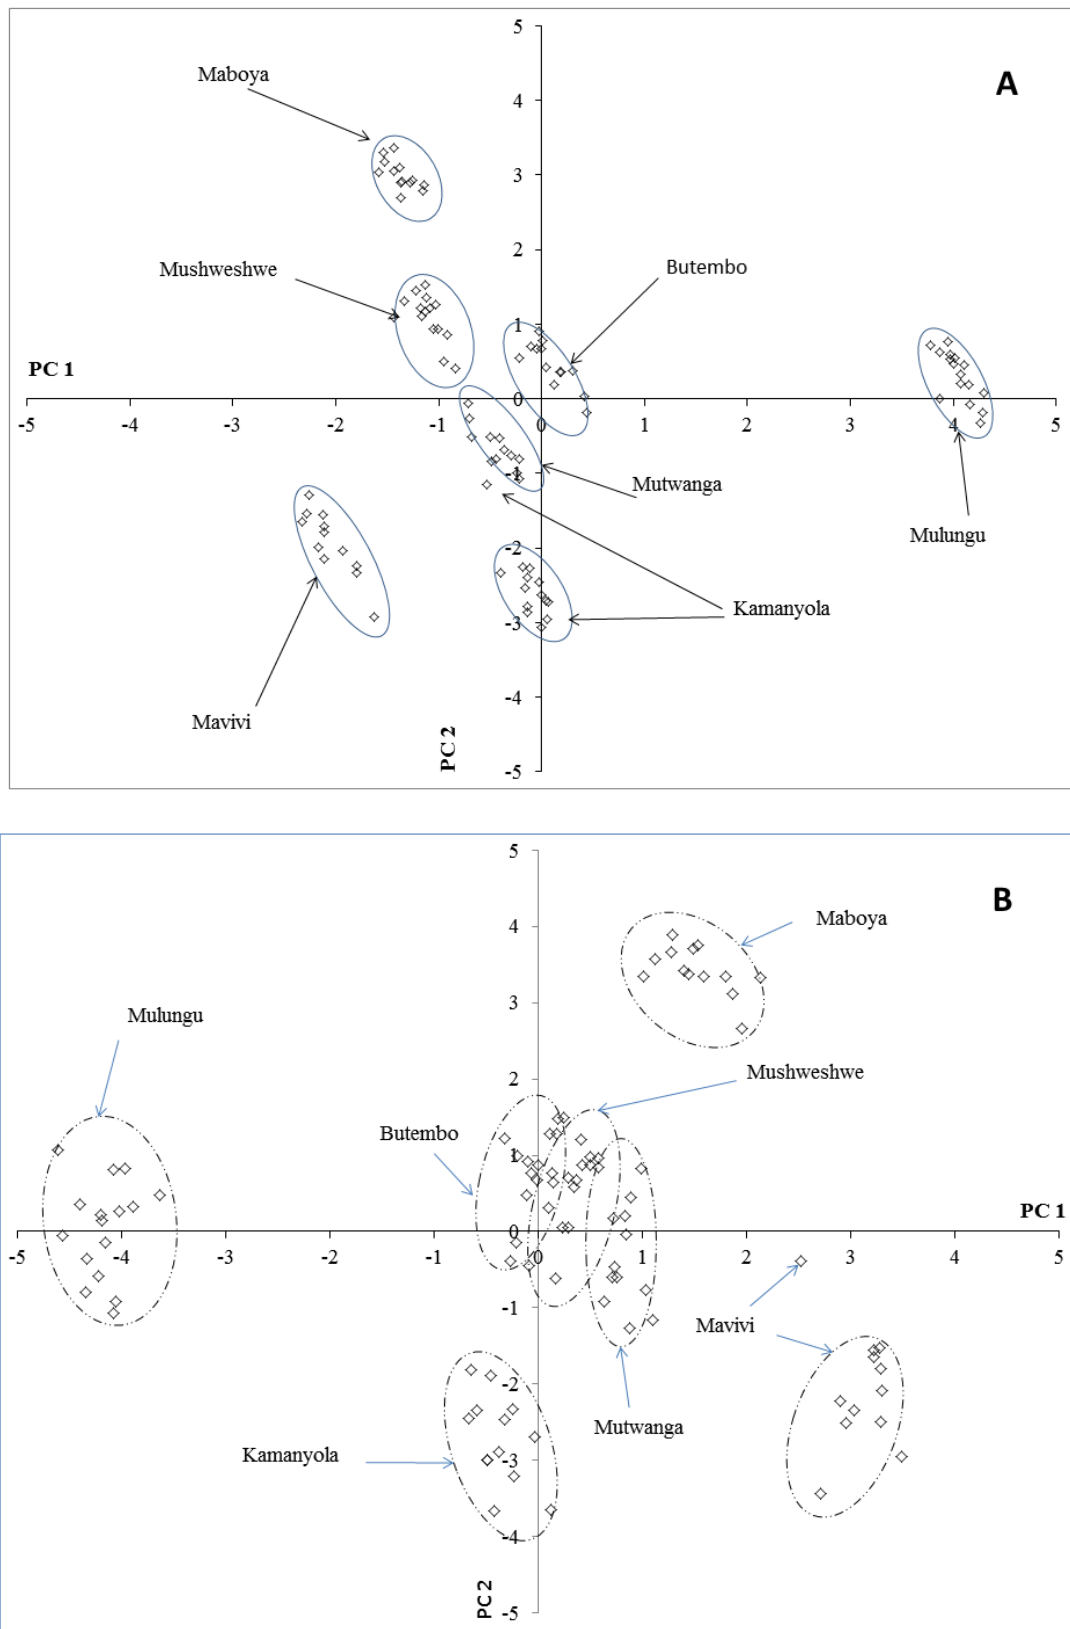 5
A
Maboya
4
3
2
Mushweshwe
Butembo
1
PC 1
0
-5 -4 -3 -2 -1 0 1 2 3 4 5
-1
Mutwanga
Mulungu
-2
Kamanyola
-3
Mavivi
-4
PC 2
-5
5
B
Maboya
4
3
Mulungu
2
Mushweshwe
Butembo
1
PC 1
0
-5 -4 -3 -2 -1 0 1 2 3 4 5
-1
Mavivi
-2
Mutwanga
Kamanyola
-3
-4
PC 2
-5